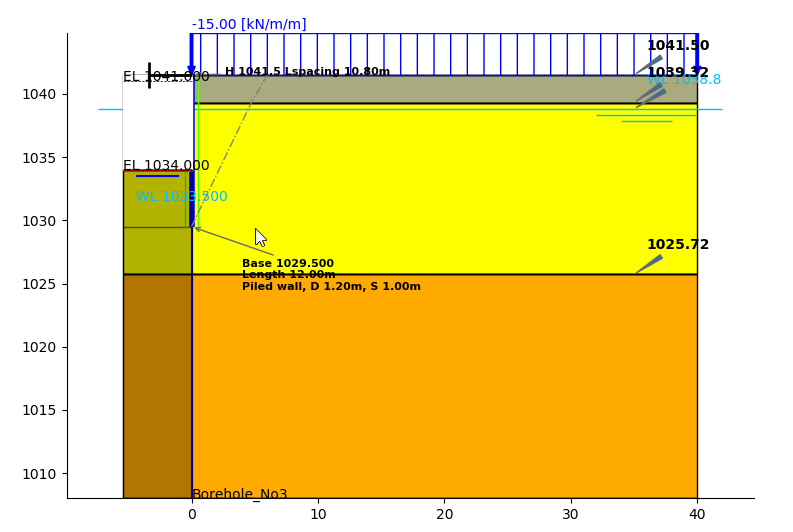 -15.00 [kN/m/m]
1041.50
EL 1041.000
H 1041.5 Lspacing 10.80m
1039.32
WL 1038.8
1040
1035
EL 1034.000
WL 1033.500
1030
1025.72
Base 1029.500
Length 12.00m
Piled wall, D 1.20m, S 1.00m
1025
1020
1015
1010
Borehole_No3
0
10
20
30
40